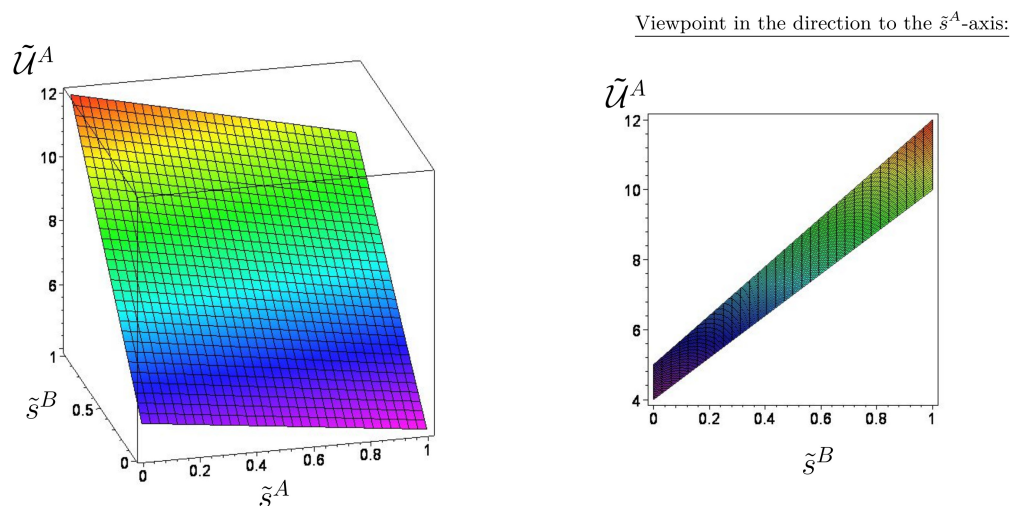 Viewpoint in the direction to the s̃ᴬ-axis:
𝒰̃ᴬ
12
10
8
6
1
s̃ᴮ 0.5
0
0 0.2 0.4 0.6 0.8 1
s̃ᴬ
𝒰̃ᴬ
12
10
8
6
4
0 0.2 0.4 0.6 0.8 1
s̃ᴮ